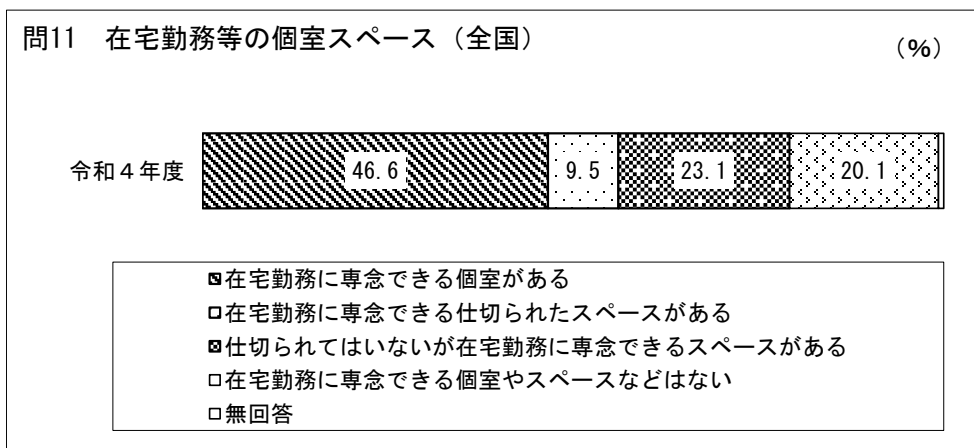 問11 在宅勤務等の個室スペース（全国）
（%）
令和４年度
46.6
9.5
23.1
20.1
在宅勤務に専念できる個室がある
在宅勤務に専念できる仕切られたスペースがある
仕切られてはいないが在宅勤務に専念できるスペースがある
在宅勤務に専念できる個室やスペースなどはない
無回答